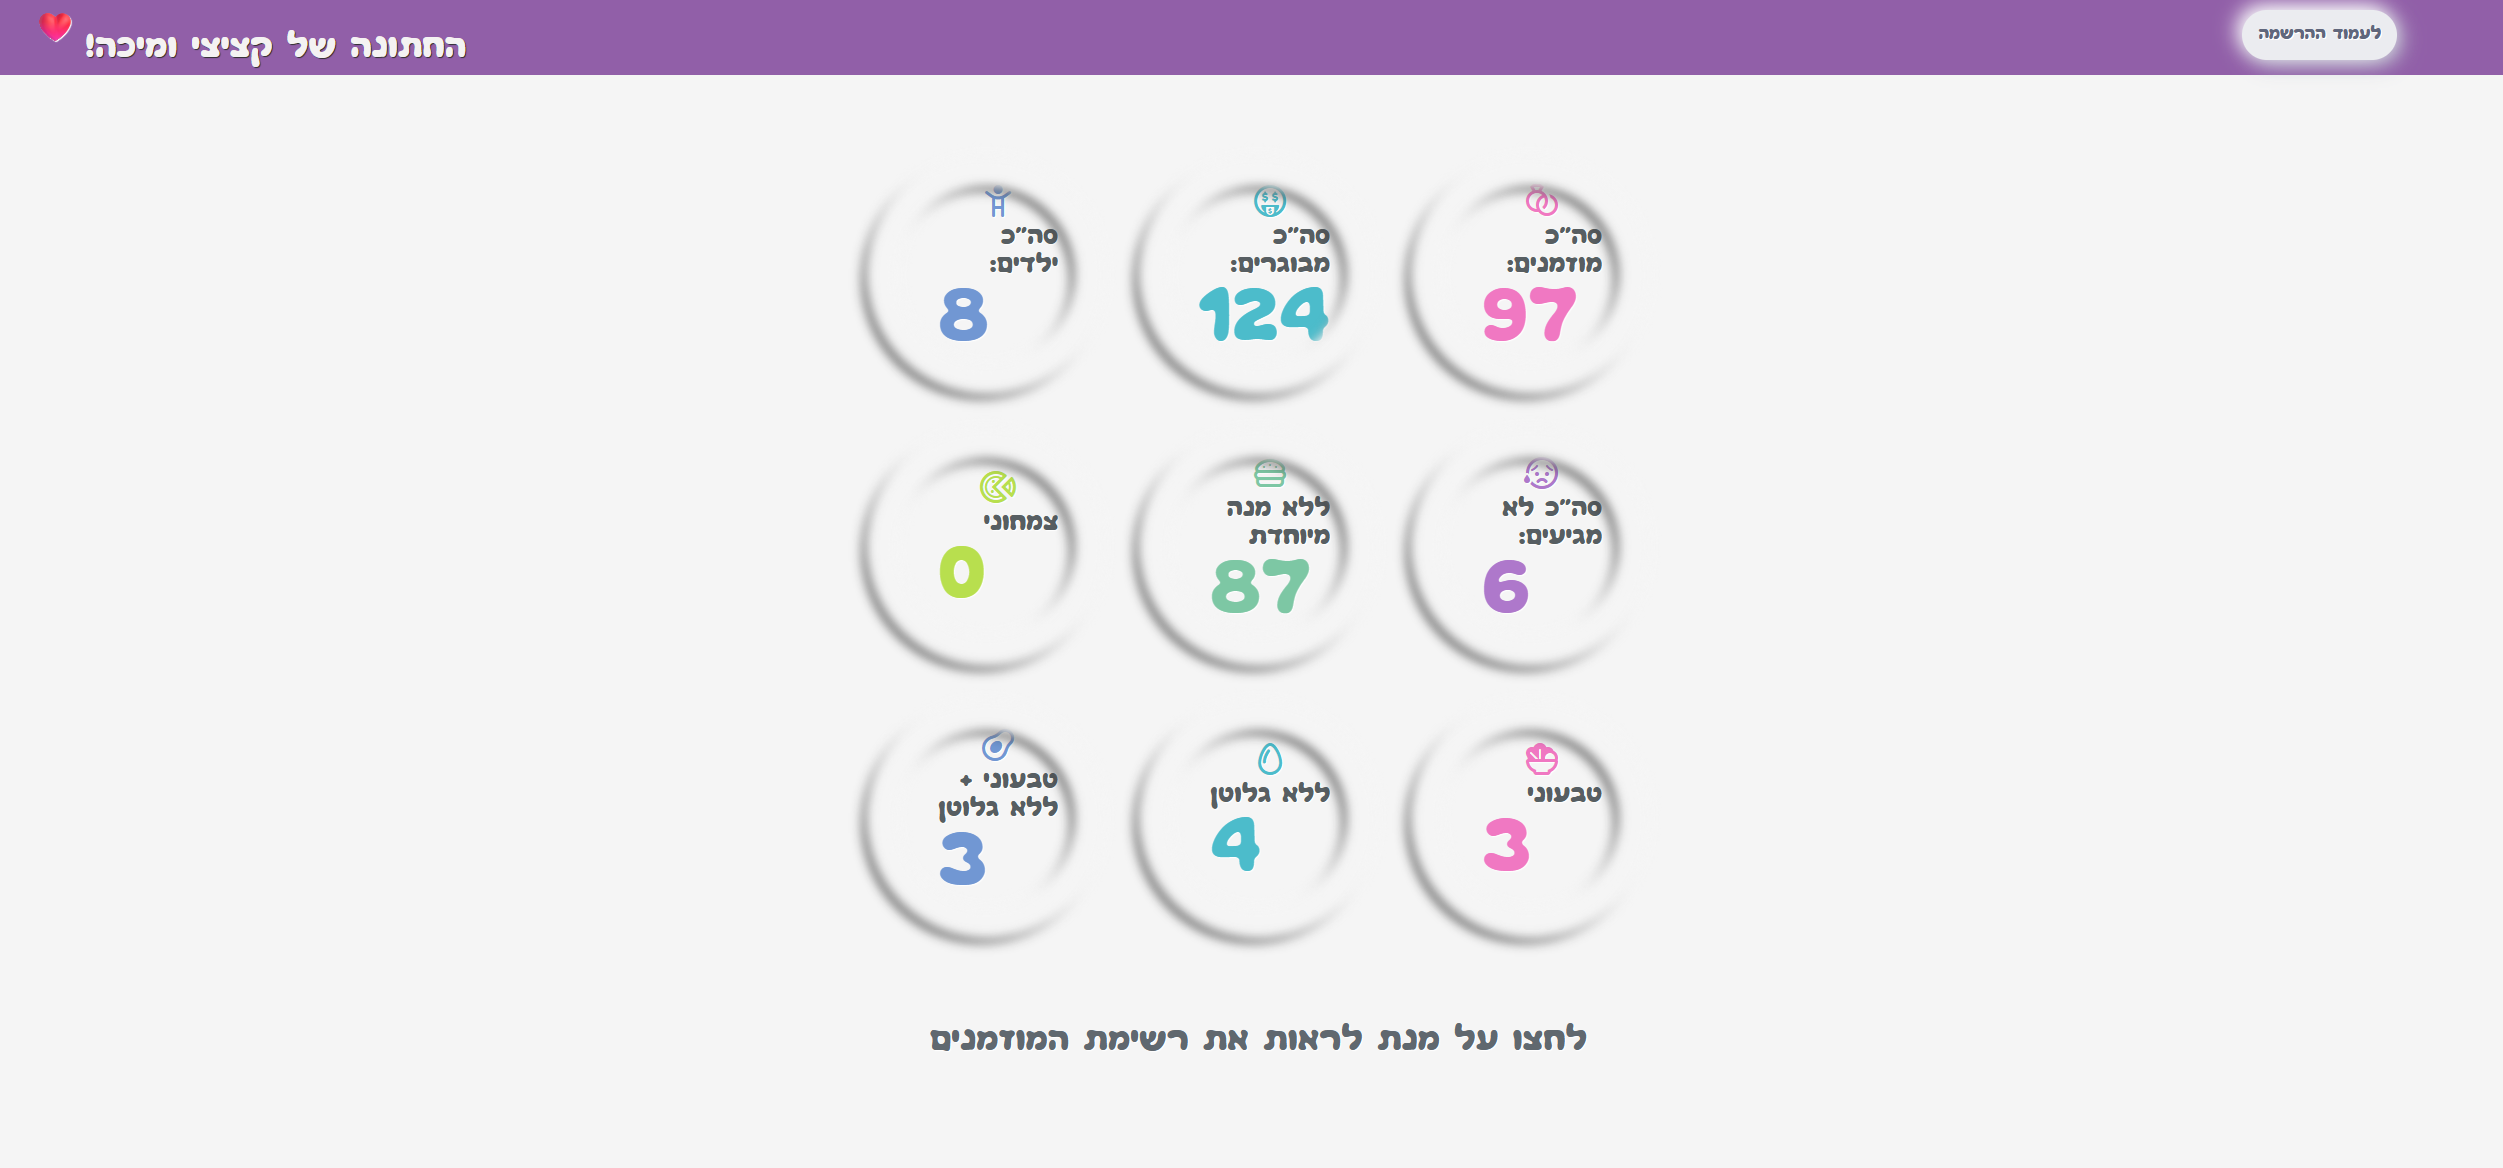 לעמוד ההרשמה
החתונה של קציצי ומיכה!
סה"כ
מוזמנים:
97
סה"כ
מבוגרים:
124
סה"כ
ילדים:
8
סה"כ לא
מגיעים:
6
ללא מנה
מיוחדת
87
צמחוני
0
טבעוני
3
ללא גלוטן
4
טבעוני +
ללא גלוטן
3
לחצו על מנת לראות את רשימת המוזמנים